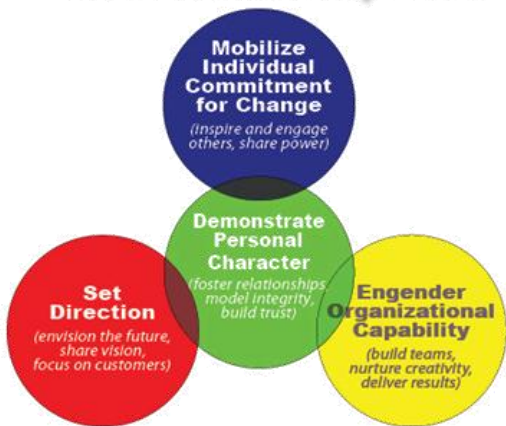 Mobilize
Individual
Commitment
for Change
(inspire and engage
others, share power)
Demonstrate
Personal
Character
(foster relationships
model integrity,
build trust)
Set
Direction
(envision the future,
share vision,
focus on customers)
Engender
Organizational
Capability
(build teams,
nurture creativity,
deliver results)